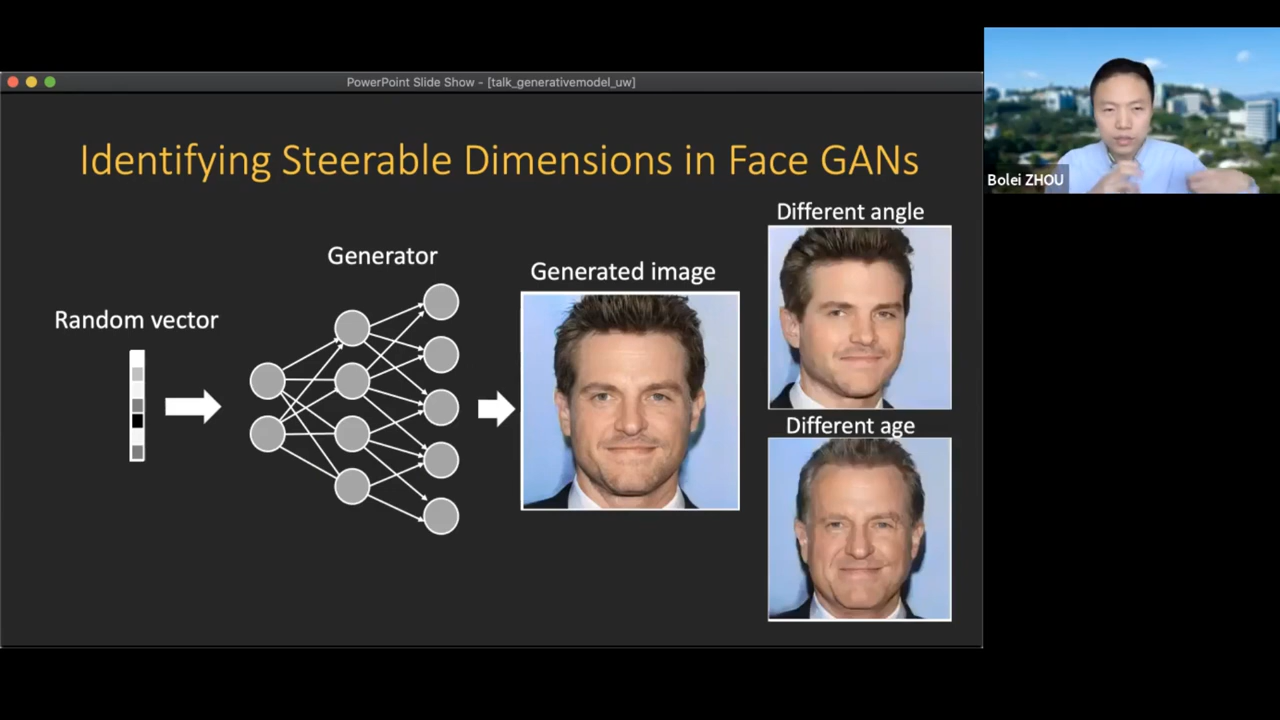 PowerPoint Slide Show - [talk_generativemodel_uw]
Identifying Steerable Dimensions in Face GANs
Random vector
Generator
Generated image
Different angle
Different age
Bolei ZHOU